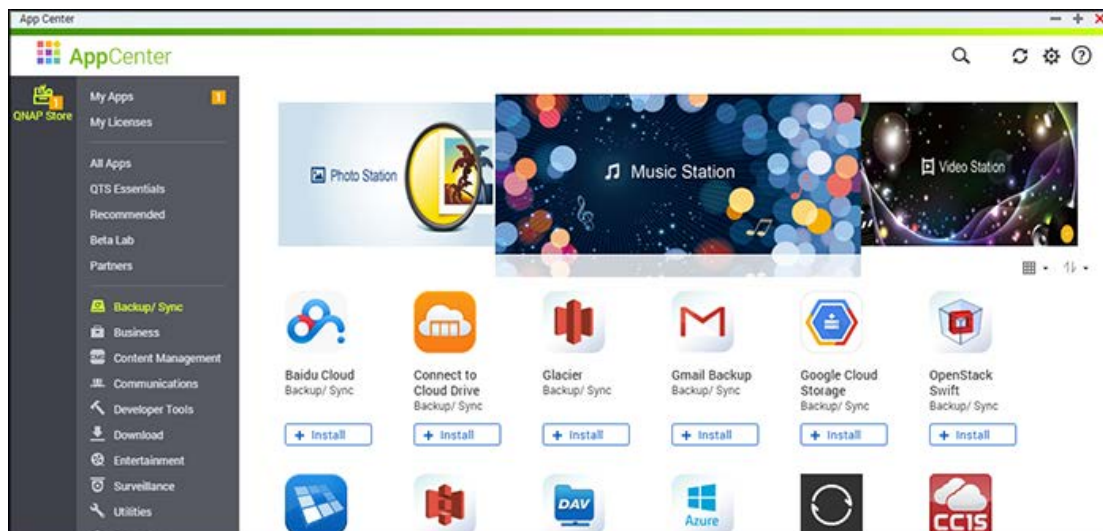 App Center
AppCenter
1
QNAP Store
My Apps 1
My Licenses
All Apps
QTS Essentials
Recommended
Beta Lab
Partners
Backup/ Sync
Business
Content Management
Communications
Developer Tools
Download
Entertainment
Surveillance
Utilities
Photo Station
Music Station
Video Station
Baidu Cloud
Backup/ Sync
+ Install
Connect to
Cloud Drive
Backup/ Sync
+ Install
Glacier
Backup/ Sync
+ Install
Gmail Backup
Backup/ Sync
+ Install
Google Cloud
Storage
Backup/ Sync
+ Install
OpenStack
Swift
Backup/ Sync
+ Install
DAV
Azure
CC1S